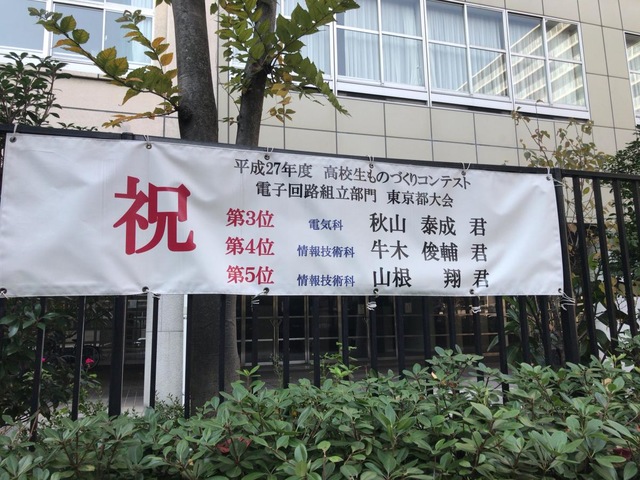 祝
平成27年度 高校生ものづくりコンテスト
電子回路組立部門 東京都大会
第3位 電気科 秋山 泰成 君
第4位 情報技術科 牛木 俊輔 君
第5位 情報技術科 山根 翔 君